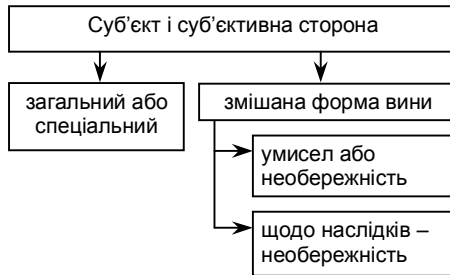 Суб’єкт і суб’єктивна сторона
загальний або
спеціальний
змішана форма вини
умисел або
необережність
щодо наслідків –
необережність